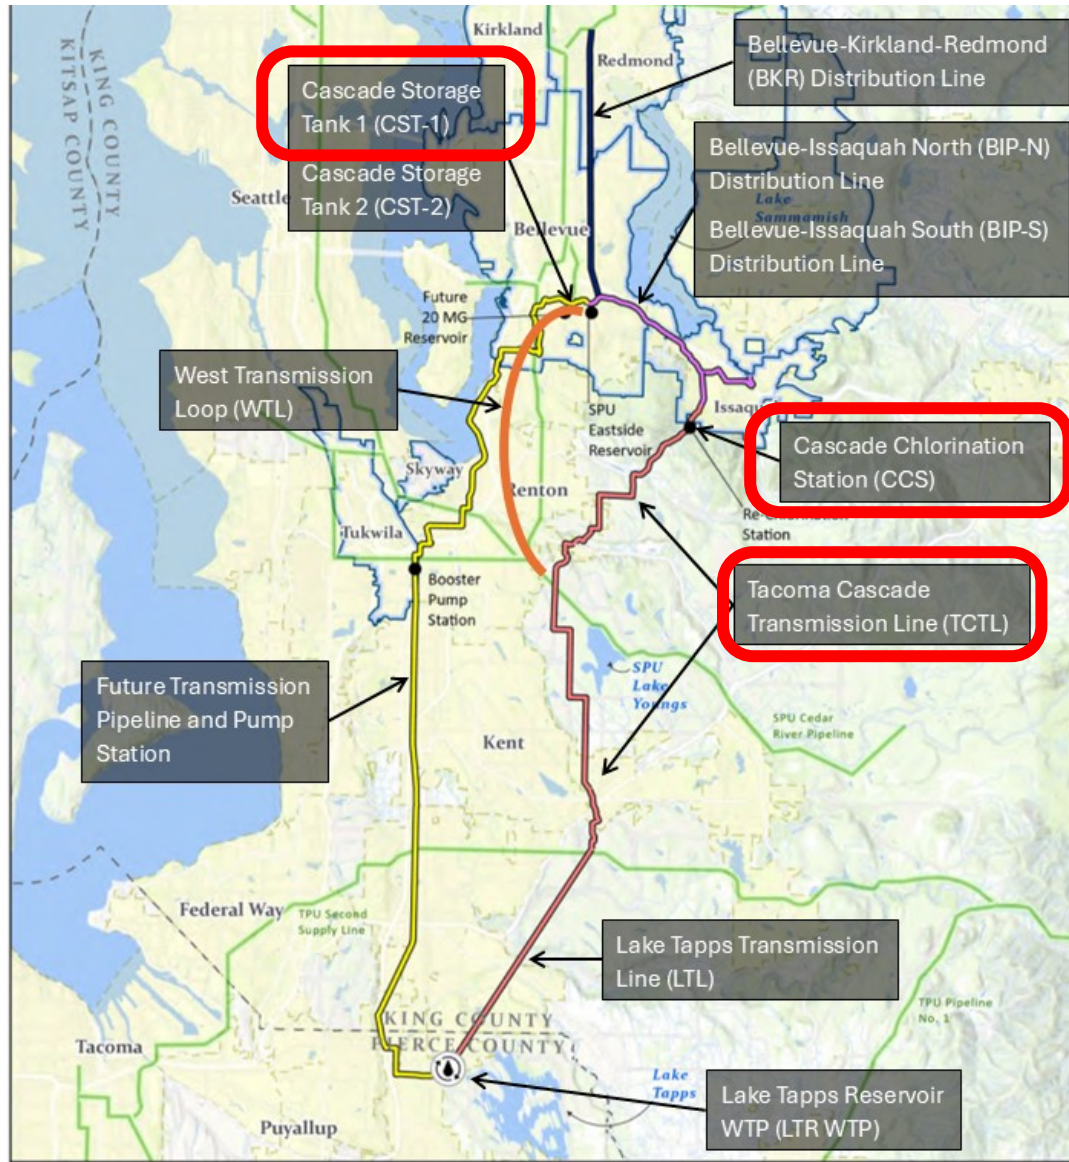 Kirkland
Redmond
Bellevue-Kirkland-Redmond
(BKR) Distribution Line
KING COUNTY
KITSAP COUNTY
Cascade Storage
Tank 1 (CST-1)
Cascade Storage
Tank 2 (CST-2)
Seattle
Bellevue
Bellevue-Issaquah North (BIP-N)
Distribution Line
Lake
Sammamish
Bellevue-Issaquah South (BIP-S)
Distribution Line
Future
20 MG
Reservoir
West Transmission
Loop (WTL)
SPU
Eastside
Reservoir
Issaquah
Cascade Chlorination
Station (CCS)
Skyway
Renton
Tukwila
Re-Chlorination
Station
Booster
Pump
Station
Tacoma Cascade
Transmission Line (TCTL)
SPU
Lake
Youngs
Future Transmission
Pipeline and Pump
Station
SPU Cedar
River Pipeline
Kent
Federal Way
TPU Second
Supply Line
Lake Tapps Transmission
Line (LTL)
TPU Pipeline
No. 1
KING COUNTY
PIERCE COUNTY
Tacoma
Lake
Tapps
Lake Tapps Reservoir
WTP (LTR WTP)
Puyallup